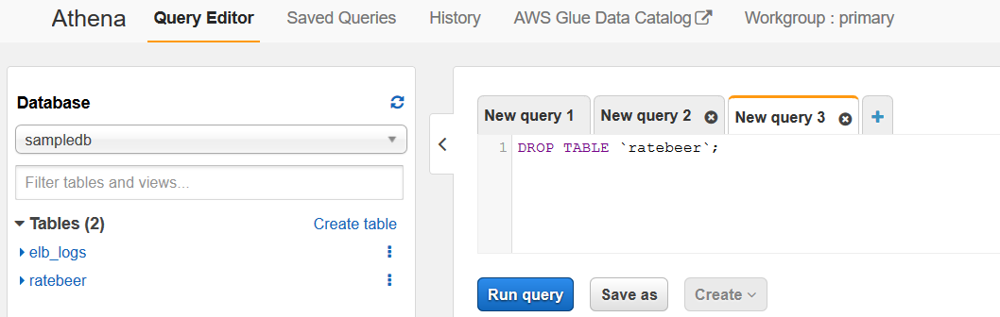 Athena Query Editor Saved Queries History AWS Glue Data Catalog Workgroup : primary
Database
sampledb
Filter tables and views...
Tables (2) Create table
elb_logs
ratebeer
New query 1 New query 2 New query 3
1 DROP TABLE `ratebeer`;
Run query Save as Create